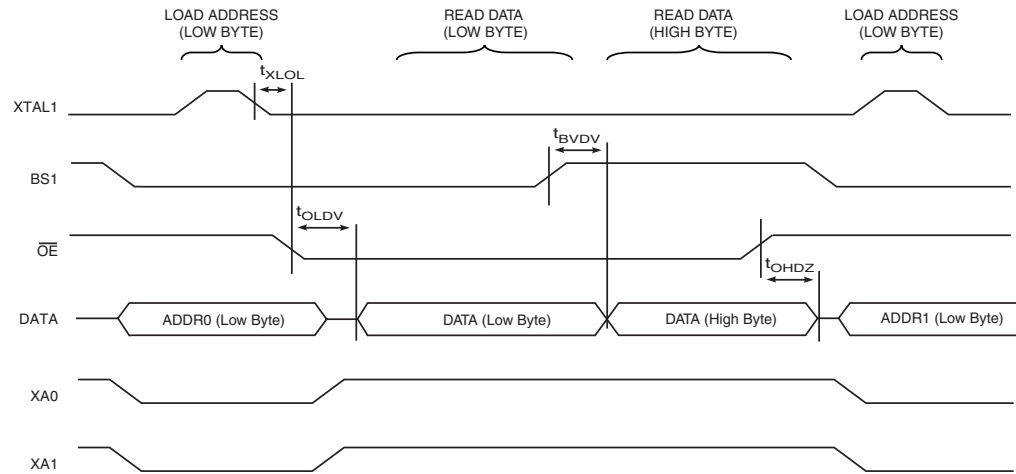 LOAD ADDRESS
(LOW BYTE)
READ DATA
(LOW BYTE)
READ DATA
(HIGH BYTE)
LOAD ADDRESS
(LOW BYTE)
tXLOL
XTAL1
tBVDV
BS1
tOLDV
OE
tOHDZ
DATA
ADDR0 (Low Byte)
DATA (Low Byte)
DATA (High Byte)
ADDR1 (Low Byte)
XA0
XA1